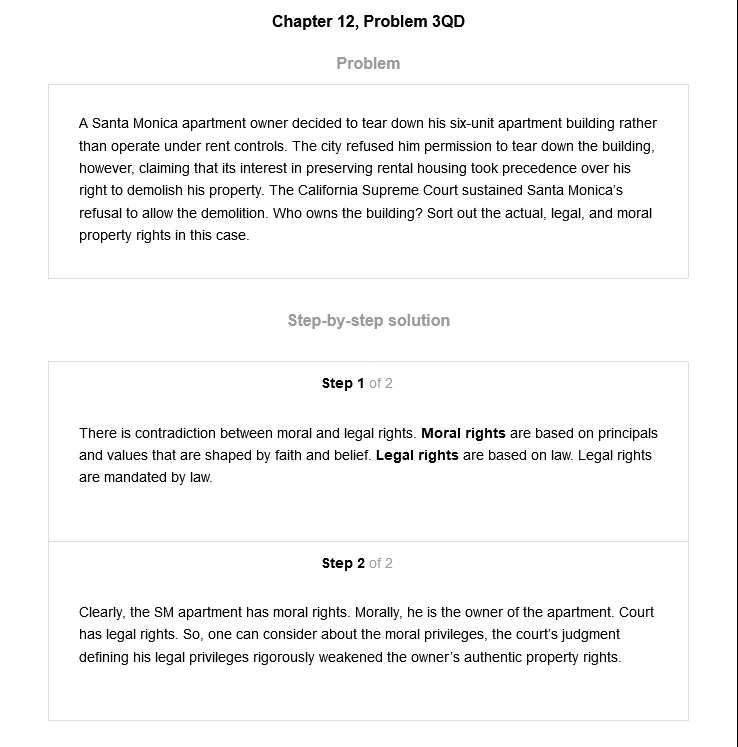 Chapter 12, Problem 3QD
Problem
A Santa Monica apartment owner decided to tear down his six-unit apartment building rather
than operate under rent controls. The city refused him permission to tear down the building,
however, claiming that its interest in preserving rental housing took precedence over his
right to demolish his property. The California Supreme Court sustained Santa Monica's
refusal to allow the demolition. Who owns the building? Sort out the actual, legal, and moral
property rights in this case.
Step-by-step solution
Step 1 of 2
There is contradiction between moral and legal rights. Moral rights are based on principals
and values that are shaped by faith and belief. Legal rights are based on law. Legal rights
are mandated by law.
Step 2 of 2
Clearly, the SM apartment has moral rights. Morally, he is the owner of the apartment. Court
has legal rights. So, one can consider about the moral privileges, the court's judgment
defining his legal privileges rigorously weakened the owner's authentic property rights.